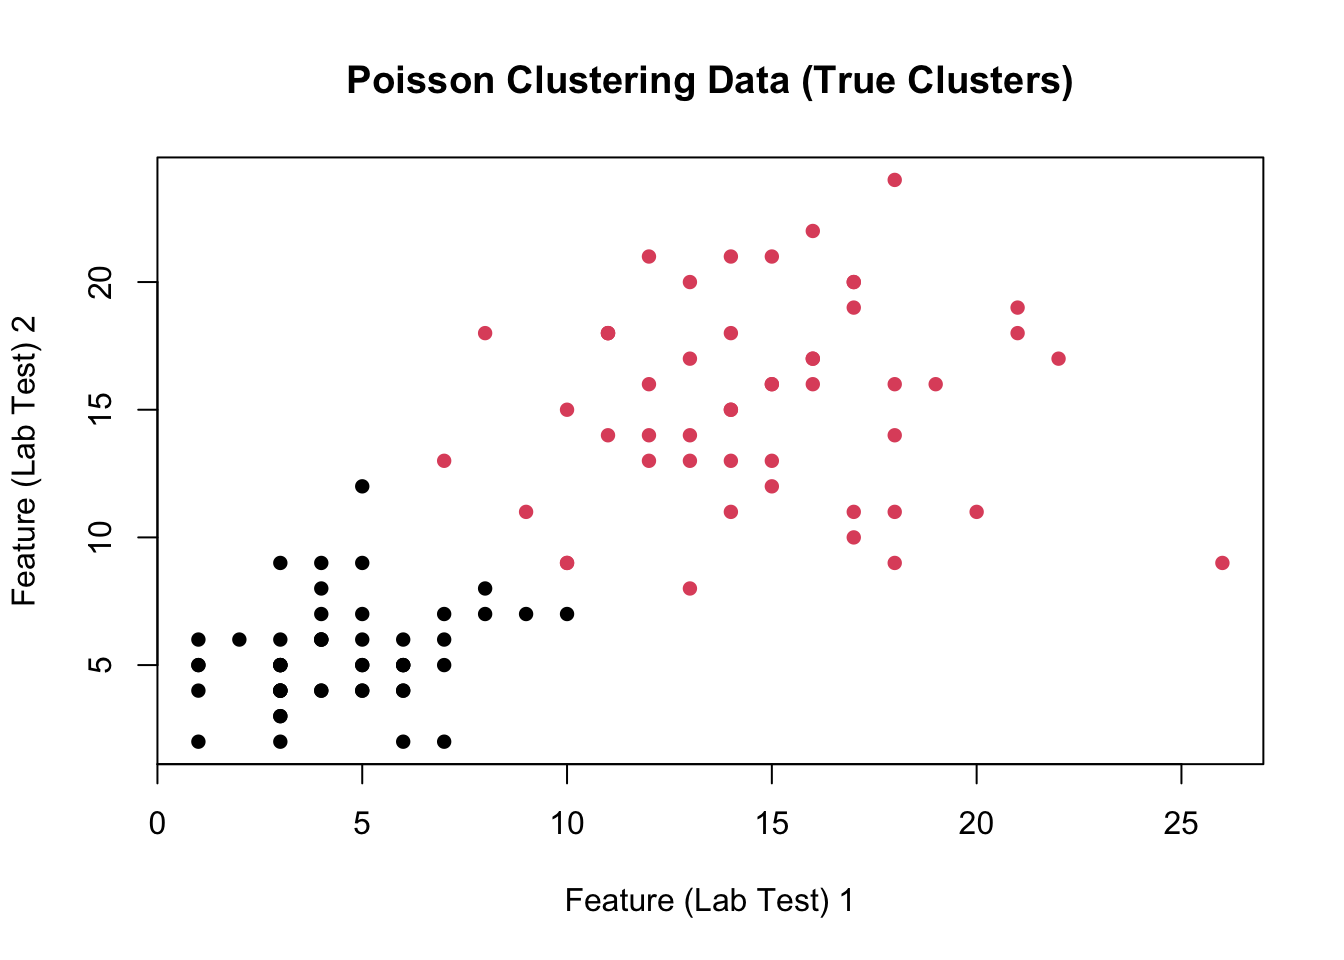 Poisson Clustering Data (True Clusters)
Feature (Lab Test) 2
20
15
10
5
0 5 10 15 20 25
Feature (Lab Test) 1